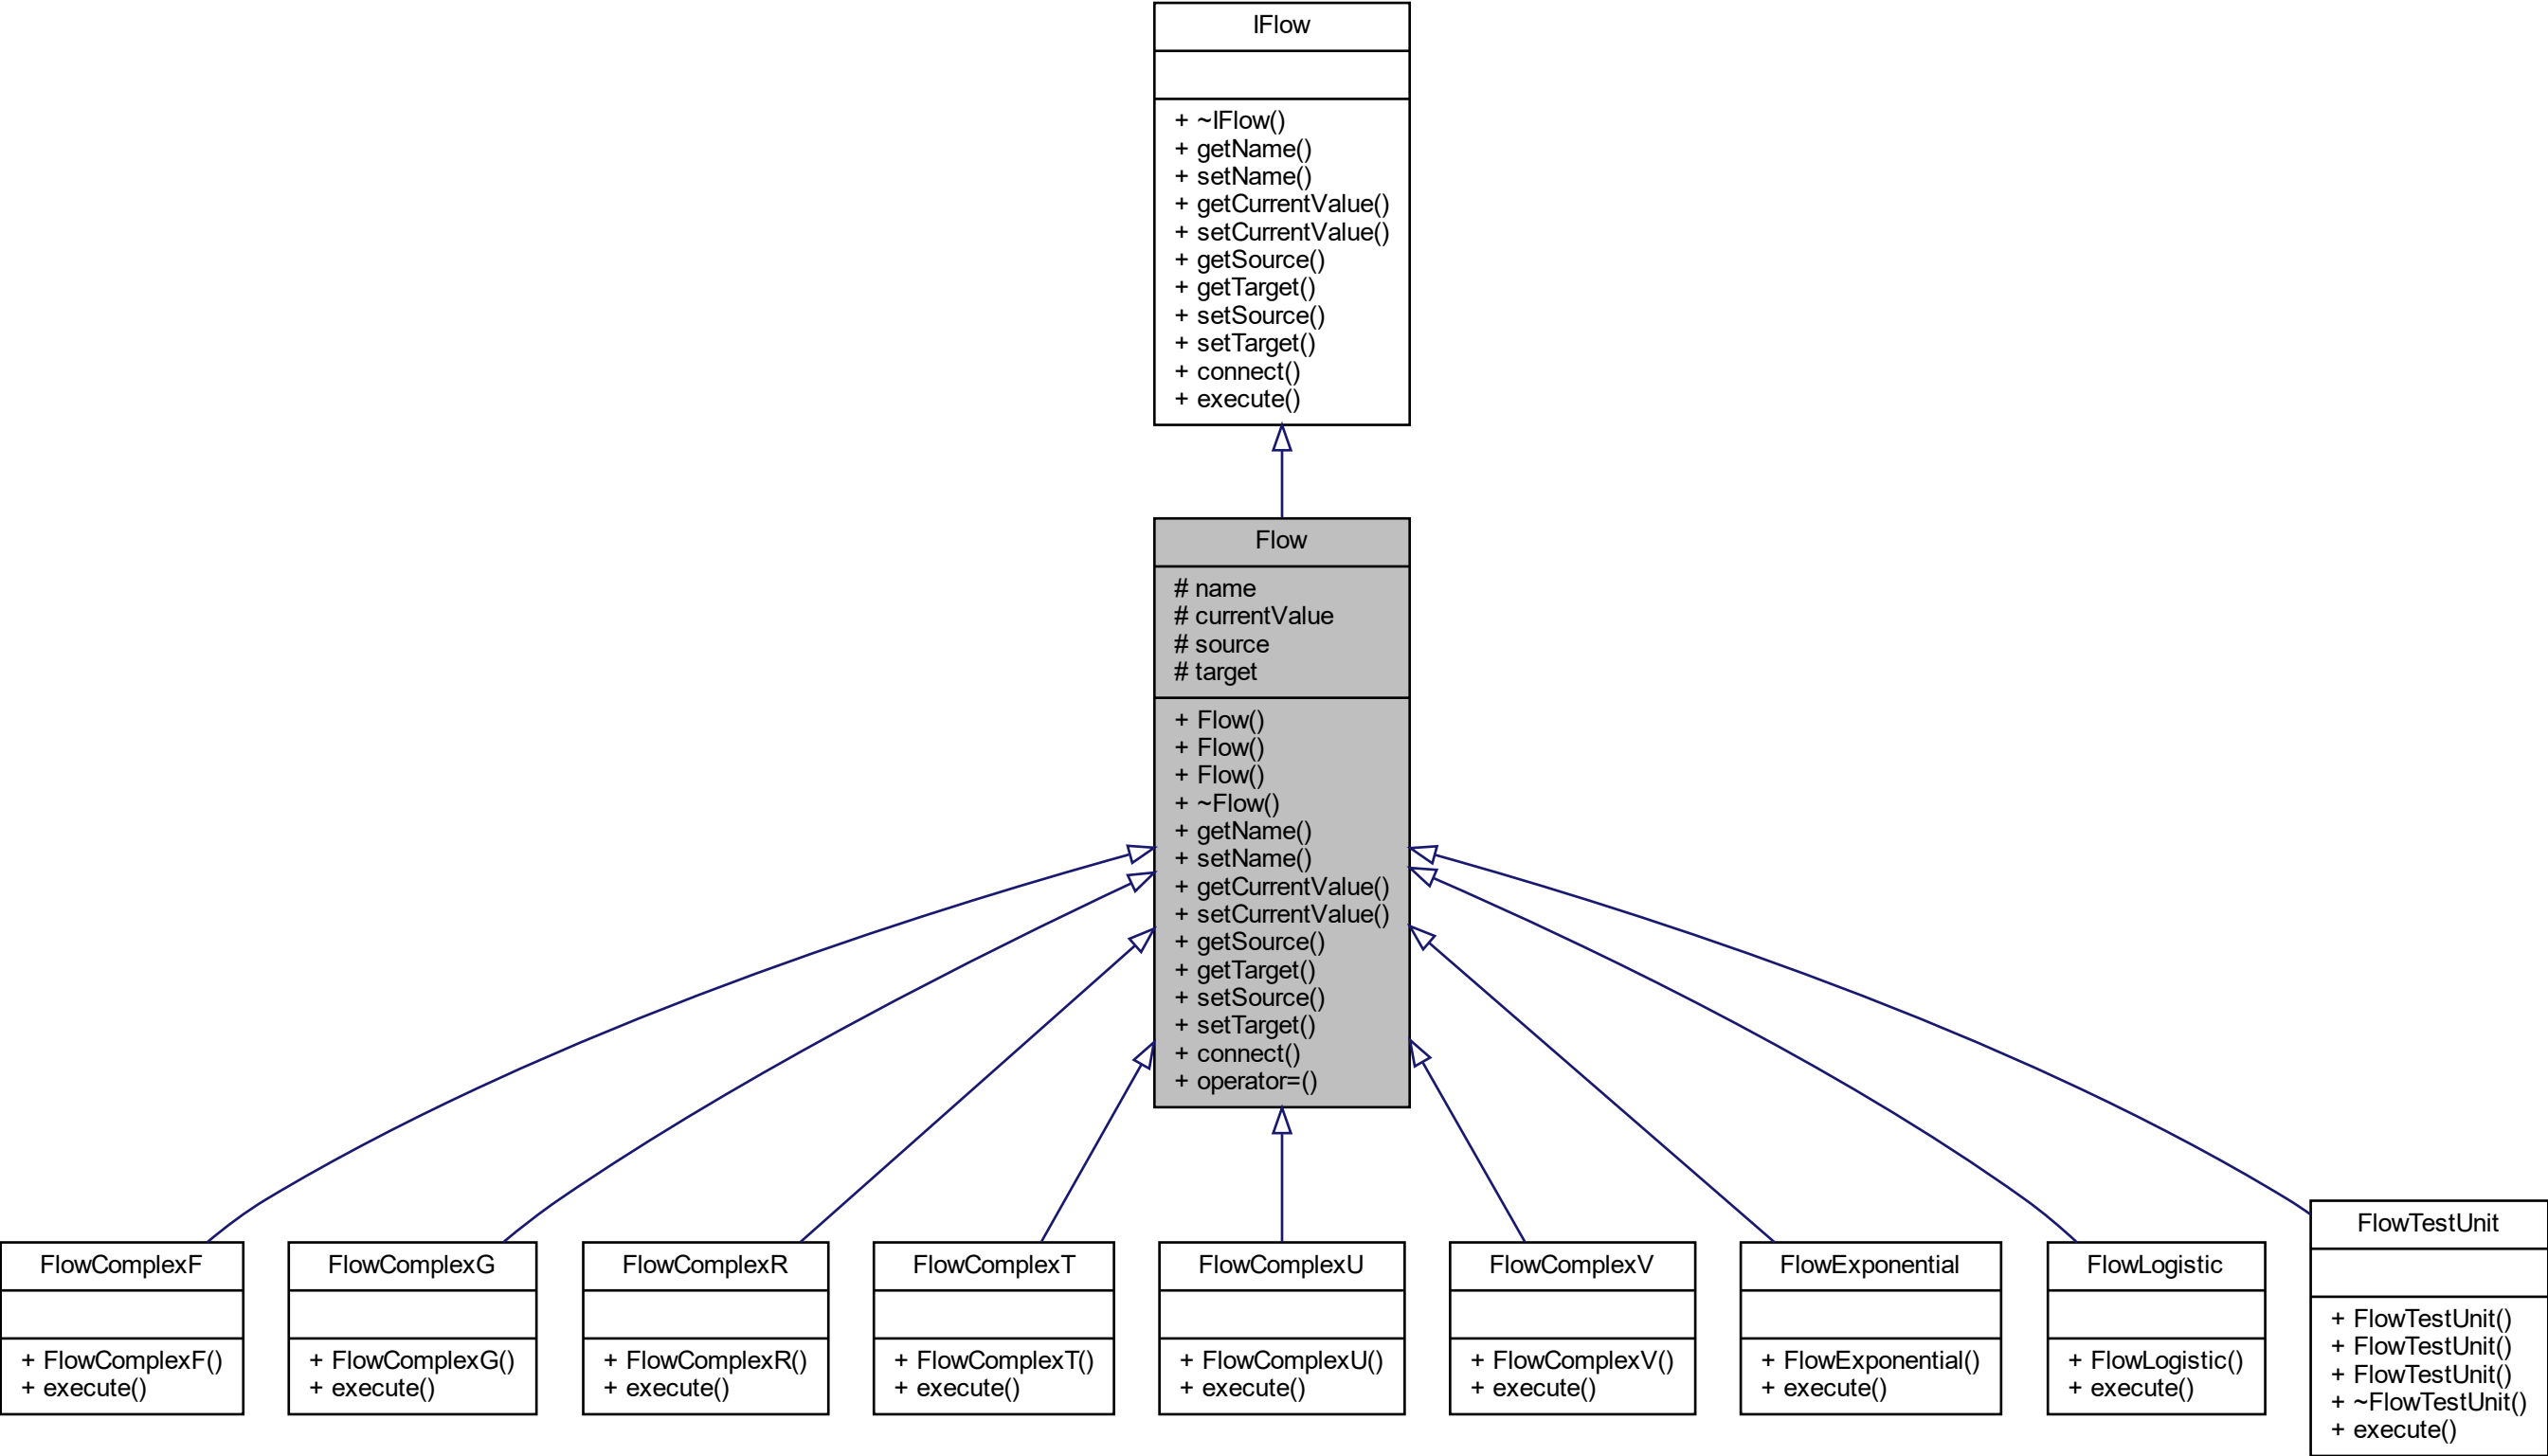 IFlow
+ ~IFlow()
+ getName()
+ setName()
+ getCurrentValue()
+ setCurrentValue()
+ getSource()
+ getTarget()
+ setSource()
+ setTarget()
+ connect()
+ execute()
Flow
# name
# currentValue
# source
# target
+ Flow()
+ Flow()
+ Flow()
+ ~Flow()
+ getName()
+ setName()
+ getCurrentValue()
+ setCurrentValue()
+ getSource()
+ getTarget()
+ setSource()
+ setTarget()
+ connect()
+ operator=()
FlowComplexF
+ FlowComplexF()
+ execute()
FlowComplexG
+ FlowComplexG()
+ execute()
FlowComplexR
+ FlowComplexR()
+ execute()
FlowComplexT
+ FlowComplexT()
+ execute()
FlowComplexU
+ FlowComplexU()
+ execute()
FlowComplexV
+ FlowComplexV()
+ execute()
FlowExponential
+ FlowExponential()
+ execute()
FlowLogistic
+ FlowLogistic()
+ execute()
FlowTestUnit
+ FlowTestUnit()
+ FlowTestUnit()
+ FlowTestUnit()
+ ~FlowTestUnit()
+ execute()